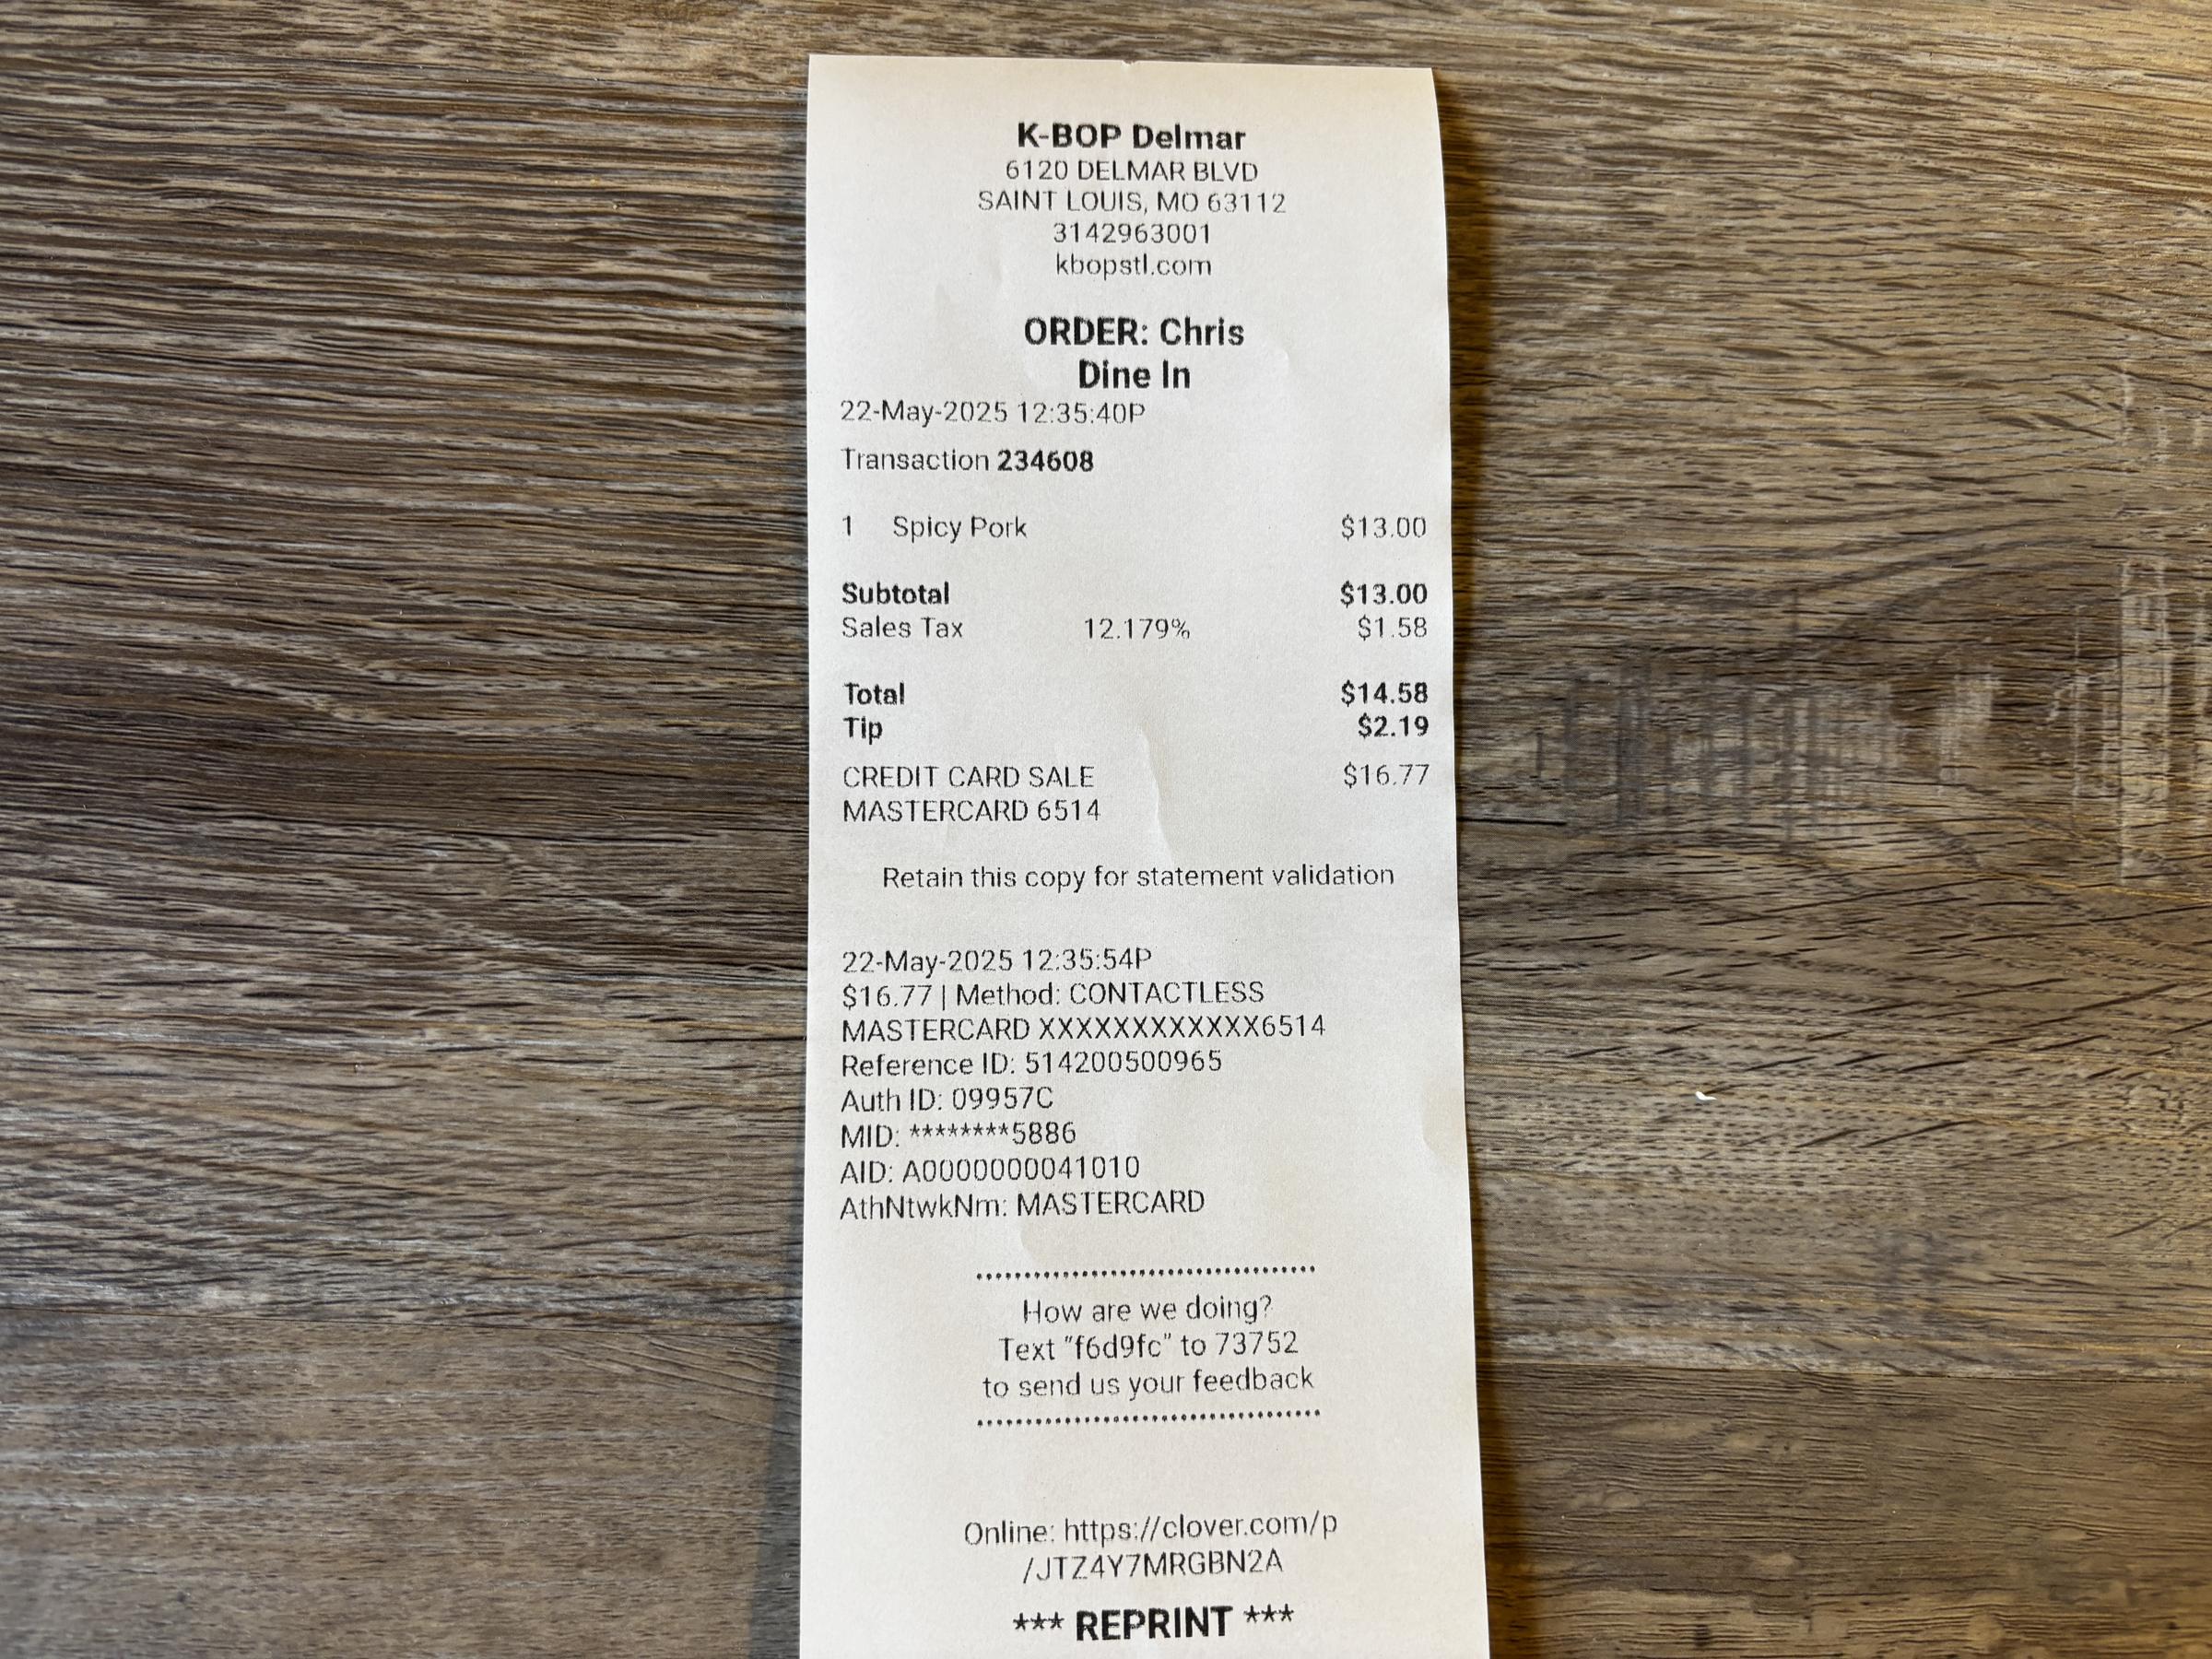 K-BOP Delmar
6120 DELMAR BLVD
SAINT LOUIS, MO 63112
3142963001
kbopstl.com
ORDER: Chris
Dine In
22-May-2025 12:35:40P
Transaction 234608
1 Spicy Pork $13.00
Subtotal $13.00
Sales Tax 12.179% $1.58
Total $14.58
Tip $2.19
CREDIT CARD SALE $16.77
MASTERCARD 6514
Retain this copy for statement validation
22-May-2025 12:35:54P
$16.77 | Method: CONTACTLESS
MASTERCARD XXXXXXXXXXXX6514
Reference ID: 514200500965
Auth ID: 09957C
MID: ********5886
AID: A0000000041010
AthNtwkNm: MASTERCARD
How are we doing?
Text "f6d9fc" to 73752
to send us your feedback
Online: https://clover.com/p
/JTZ4Y7MRGBN2A
*** REPRINT ***